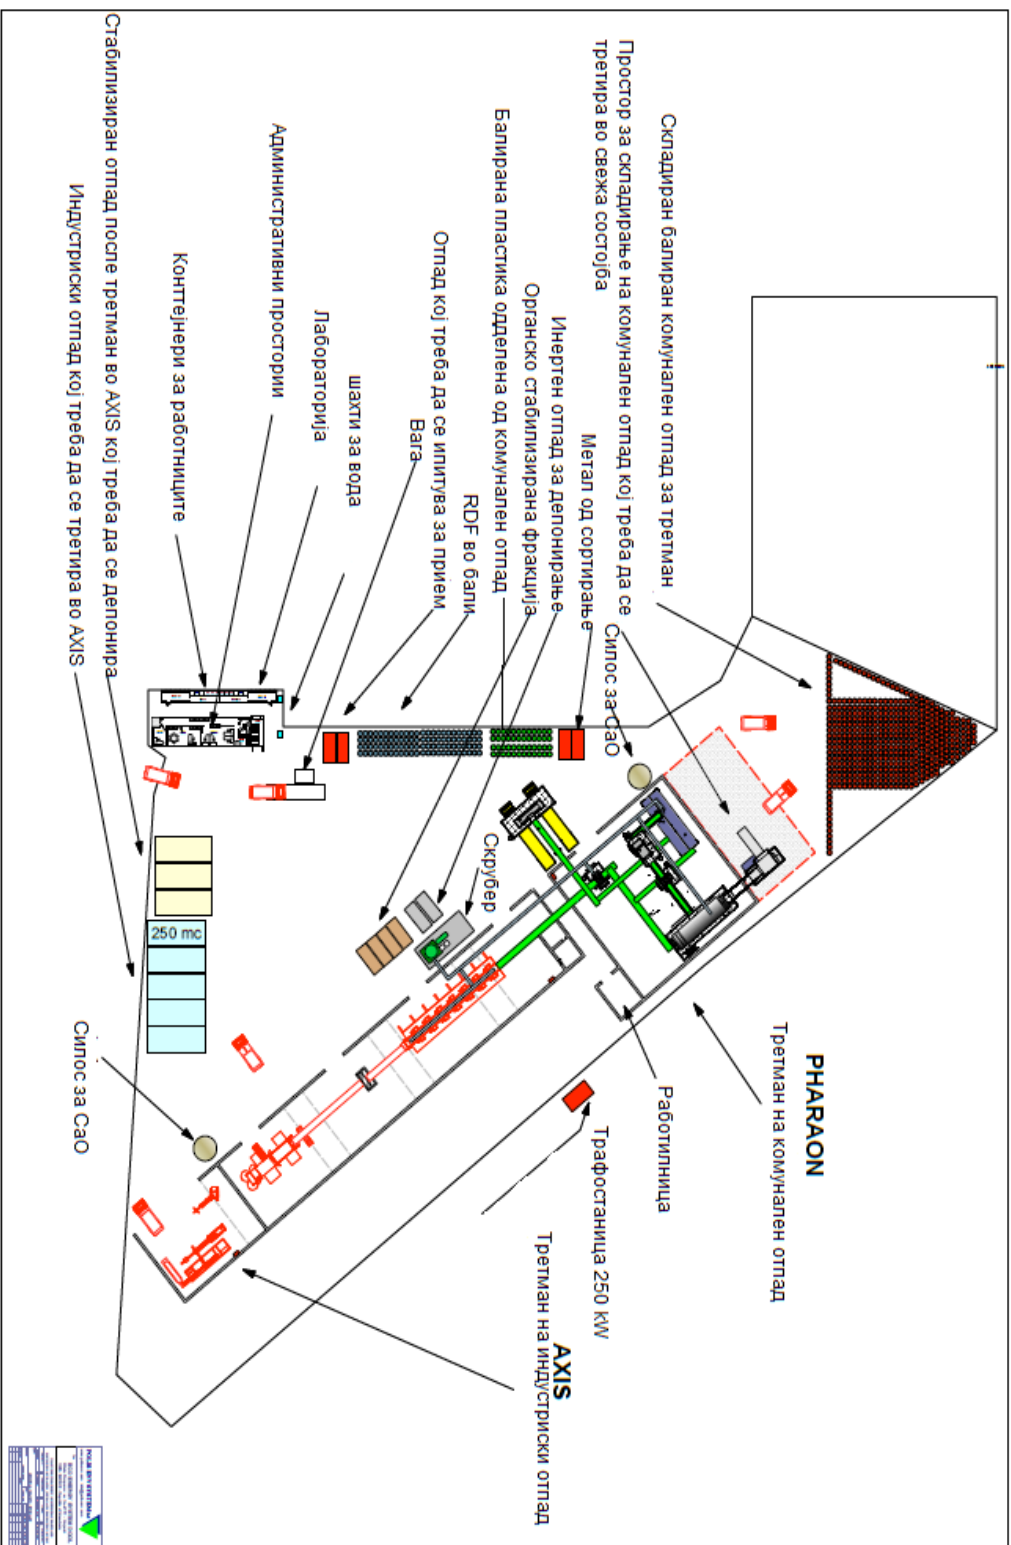 Складиран балиран комунален отпад за третман
Простор за складирање на комунален отпад кој треба да се
третира во свежа состојба
Силос за CaO
Метал од сортирање
Инертен отпад за депонирање
Органско стабилизирана фракција
Балирана пластика одделена од комунален отпад
RDF во бали
Отпад кој треба да се ипитува за прием
Вага
шахти за вода
Лабораторија
Административни простории
Конттејнери за работниците
Стабилизиран отпад после третман во AXIS кој треба да се депонира
Индустриски отпад кој треба да се третира во AXIS
Скрубер
250 mc
Силос за CaO
PHARAON
Третман на комунален отпад
Работилница
Трафостаница 250 kW
AXIS
Третман на индустриски отпад